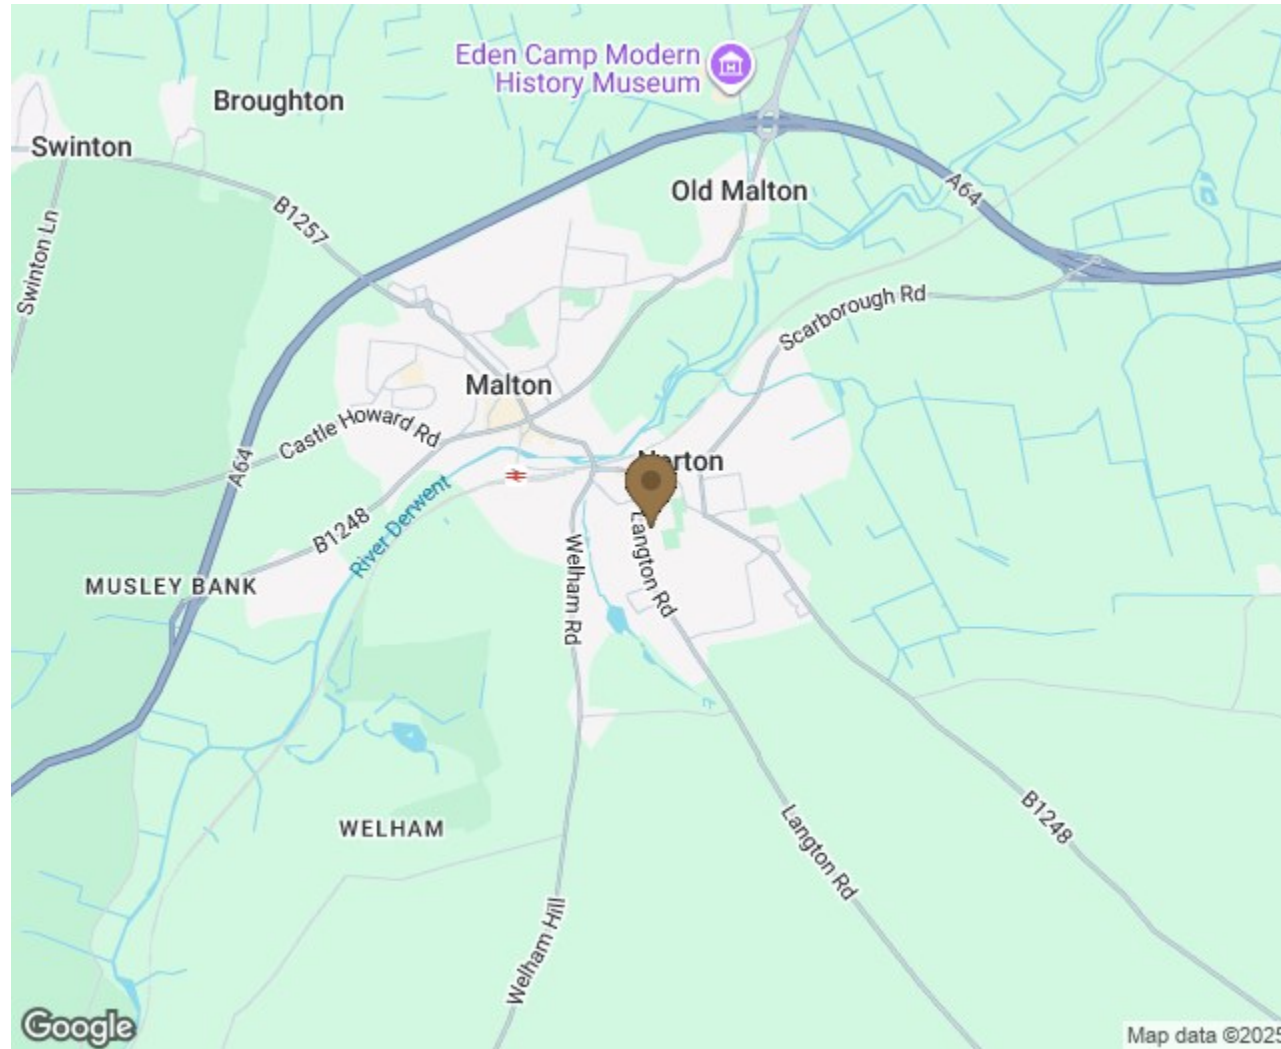 Eden Camp Modern
History Museum
Broughton
Swinton
Old Malton
A64
B1257
Swinton Ln
Scarborough Rd
Malton
Castle Howard Rd
A64
Norton
River Derwent
B1248
Langton Rd
Welham Rd
MUSLEY BANK
WELHAM
Langton Rd
B1248
Welham Hill
Google
Map data ©2025